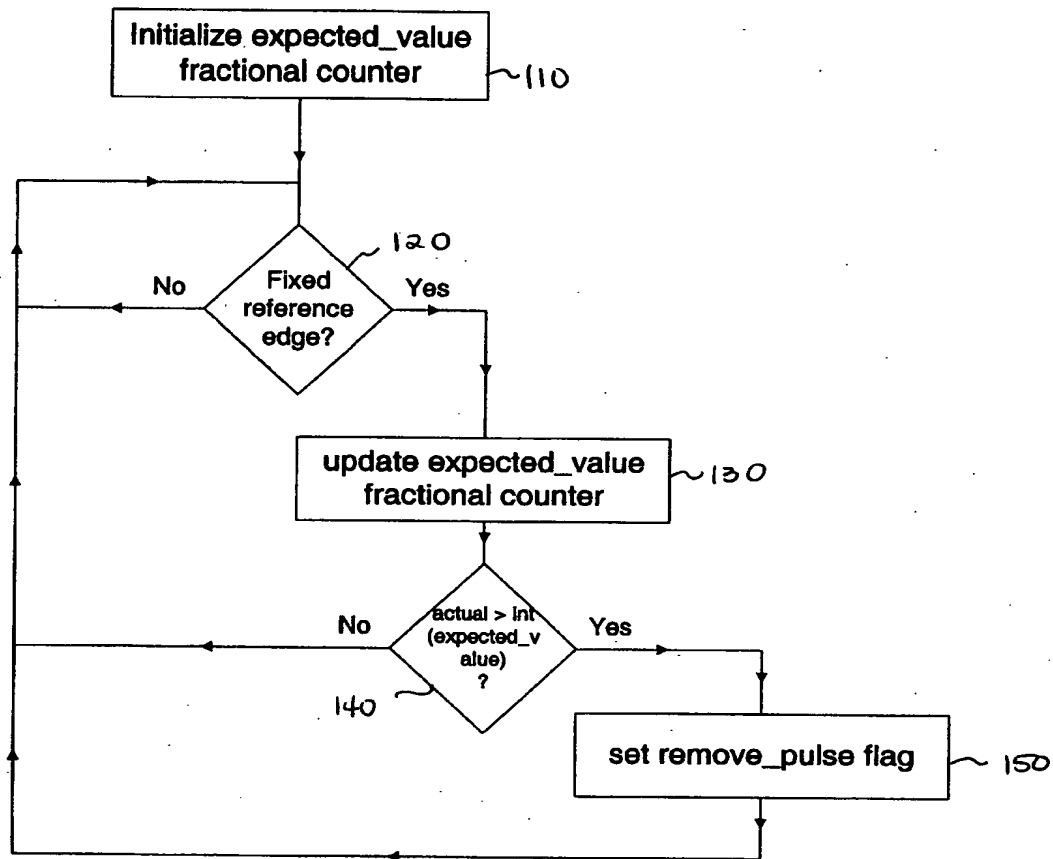 Initialize expected_value
fractional counter
110
120
Fixed
reference
edge?
No
Yes
update expected_value
fractional counter
130
actual > int
(expected_v
alue)
?
No
Yes
140
set remove_pulse flag
150